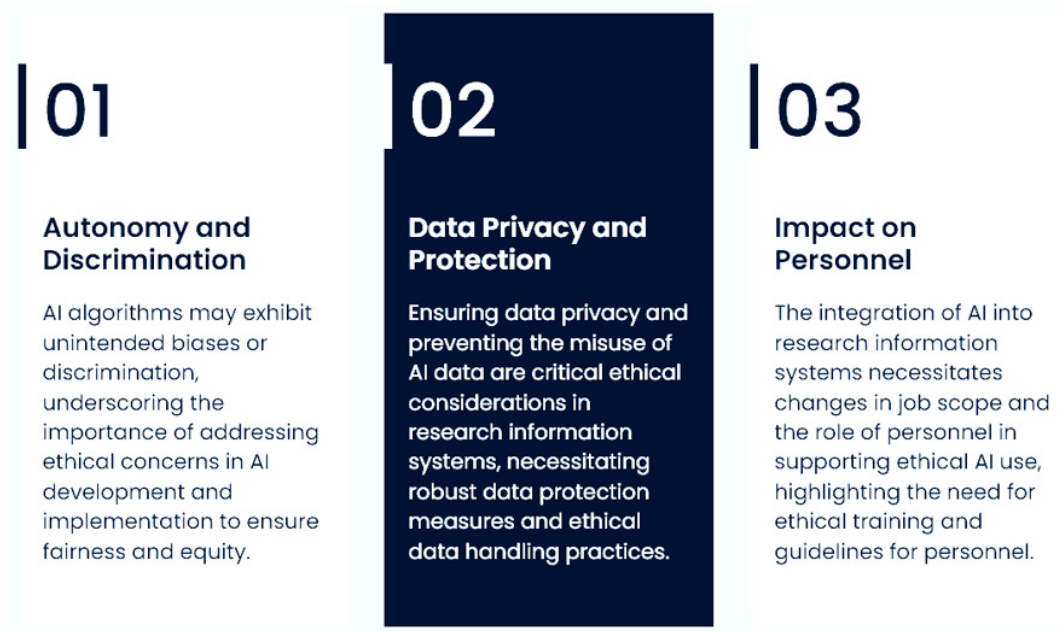 01
Autonomy and
Discrimination
AI algorithms may exhibit
unintended biases or
discrimination,
underscoring the
importance of addressing
ethical concerns in AI
development and
implementation to ensure
fairness and equity.
02
Data Privacy and
Protection
Ensuring data privacy and
preventing the misuse of
AI data are critical ethical
considerations in
research information
systems, necessitating
robust data protection
measures and ethical
data handling practices.
03
Impact on
Personnel
The integration of AI into
research information
systems necessitates
changes in job scope and
the role of personnel in
supporting ethical AI use,
highlighting the need for
ethical training and
guidelines for personnel.